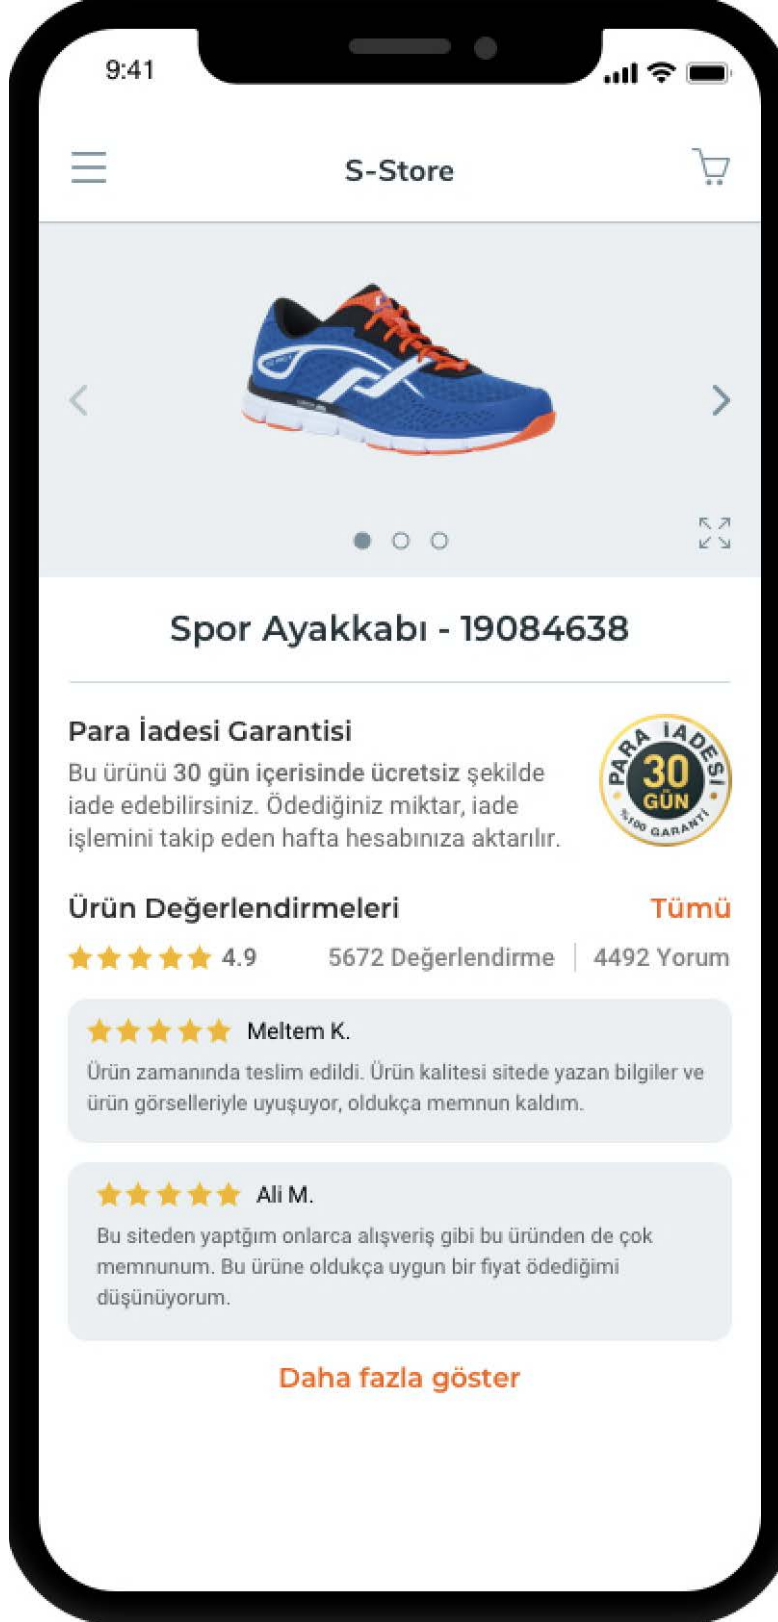 9:41
S-Store
Spor Ayakkabı - 19084638
Para İadesi Garantisi
Bu ürünü 30 gün içerisinde ücretsiz şekilde
iade edebilirsiniz. Ödediğiniz miktar, iade
işlemini takip eden hafta hesabınıza aktarılır.
PARA İADESİ
30
GÜN
%100 GARANTİ
Ürün Değerlendirmeleri
Tümü
4.9
5672 Değerlendirme
4492 Yorum
Meltem K.
Ürün zamanında teslim edildi. Ürün kalitesi sitede yazan bilgiler ve
ürün görselleriyle uyuşuyor, oldukça memnun kaldım.
Ali M.
Bu siteden yaptğım onlarca alışveriş gibi bu üründen de çok
memnunum. Bu ürüne oldukça uygun bir fiyat ödediğimi
düşünüyorum.
Daha fazla göster